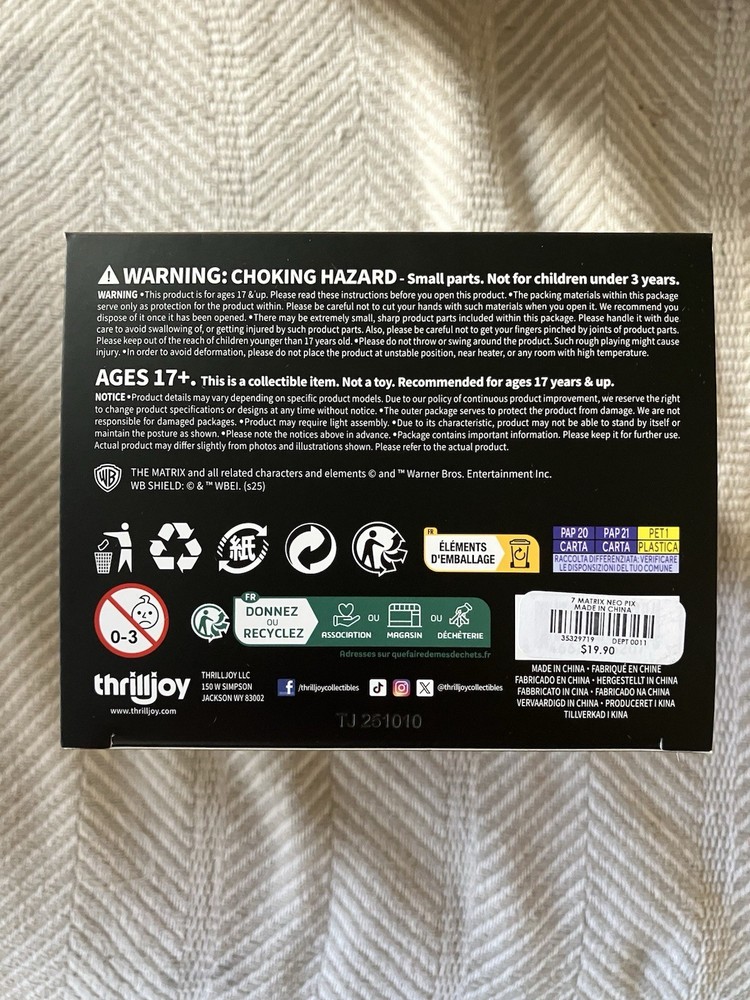 WARNING: CHOKING HAZARD - Small parts. Not for children under 3 years.
WARNING •This product is for ages 17 & up. Please read these instructions before you open this product. •The packing materials within this package
serve only as protection for the product within. Please be careful not to cut your hands with such materials when you open it. We recommend you
dispose of it once it has been opened. •There may be extremely small, sharp product parts included within this package. Please handle it with due
care to avoid swallowing of, or getting injured by such product parts. Also, please be careful not to get your fingers pinched by joints of product parts.
Please keep out of the reach of children younger than 17 years old. •Please do not throw or swing around the product. Such rough playing might cause
injury. •In order to avoid deformation, please do not place the product at unstable position, near heater, or any room with high temperature.
AGES 17+. This is a collectible item. Not a toy. Recommended for ages 17 years & up.
NOTICE •Product details may vary depending on specific product models. Due to our policy of continuous product improvement, we reserve the right
to change product specifications or designs at any time without notice. •The outer package serves to protect the product from damage. We are not
responsible for damaged packages. •Product may require light assembly. •Due to its characteristic, product may not be able to stand by itself or
maintain the posture as shown. •Please note the notices above in advance. •Package contains important information. Please keep it for further use.
Actual product may differ slightly from photos and illustrations shown. Please refer to the actual product.
WB
THE MATRIX and all related characters and elements © and ™ Warner Bros. Entertainment Inc.
WB SHIELD: © & ™ WBEI. (s25)
紙
FR
ÉLÉMENTS
D'EMBALLAGE
PAP 20 PAP 21 PET 1
CARTA CARTA PLASTICA
RACCOLTA DIFFERENZIATA: VERIFICARE
LE DISPOSIZIONI DEL TUO COMUNE
0-3
FR
DONNEZ
OU
RECYCLEZ
ASSOCIATION OU MAGASIN OU DÉCHÈTERIE
Adresses sur quefairedemesdechets.fr
7 MATRIX NEO PIX
MADE IN CHINA
35329719 DEPT 0011
$19.90
thrilljoy
www.thrilljoy.com
THRILLJOY LLC
150 W SIMPSON
JACKSON WY 83002
/thrilljoycollectibles
@thrilljoycollectibles
MADE IN CHINA • FABRIQUÉ EN CHINE
FABRICADO EN CHINA • HERGESTELLT IN CHINA
FABBRICATO IN CINA • FABRICADO NA CHINA
VERVAARDIGD IN CHINA • PRODUCERET I KINA
TILLVERKAD I KINA
TJ 251010